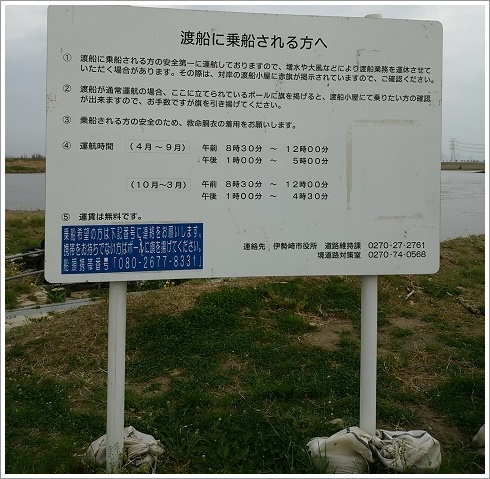 渡船に乗船される方へ
① 渡船に乗船される方の安全第一に運航しておりますので、増水や大風などにより渡船業務を運休させて
いただく場合があります。その際は、対岸の渡船小屋に赤旗が掲示されていますので、ご確認ください。
② 渡船が通常運航の場合、ここに立てられているポールに旗を掲げると、渡船小屋にて乗りたい方の確認
が出来ますので、お手数ですが旗を引き揚げてください。
③ 乗船される方の安全のため、救命胴衣の着用をお願いします。
④ 運航時間 (4月～9月) 午前 8時30分 ～ 12時00分
午後 1時00分 ～ 5時00分
(10月～3月) 午前 8時30分 ～ 12時00分
午後 1時00分 ～ 4時30分
⑤ 運賃は無料です。
乗船希望の方は下記番号に連絡をお願いします。
携帯をお持ちでない方はポールに旗を揚げてください。
船頭携帯番号「080-2677-8331」
連絡先 伊勢崎市役所 道路維持課 0270-27-2761
境道路対策室 0270-74-0568